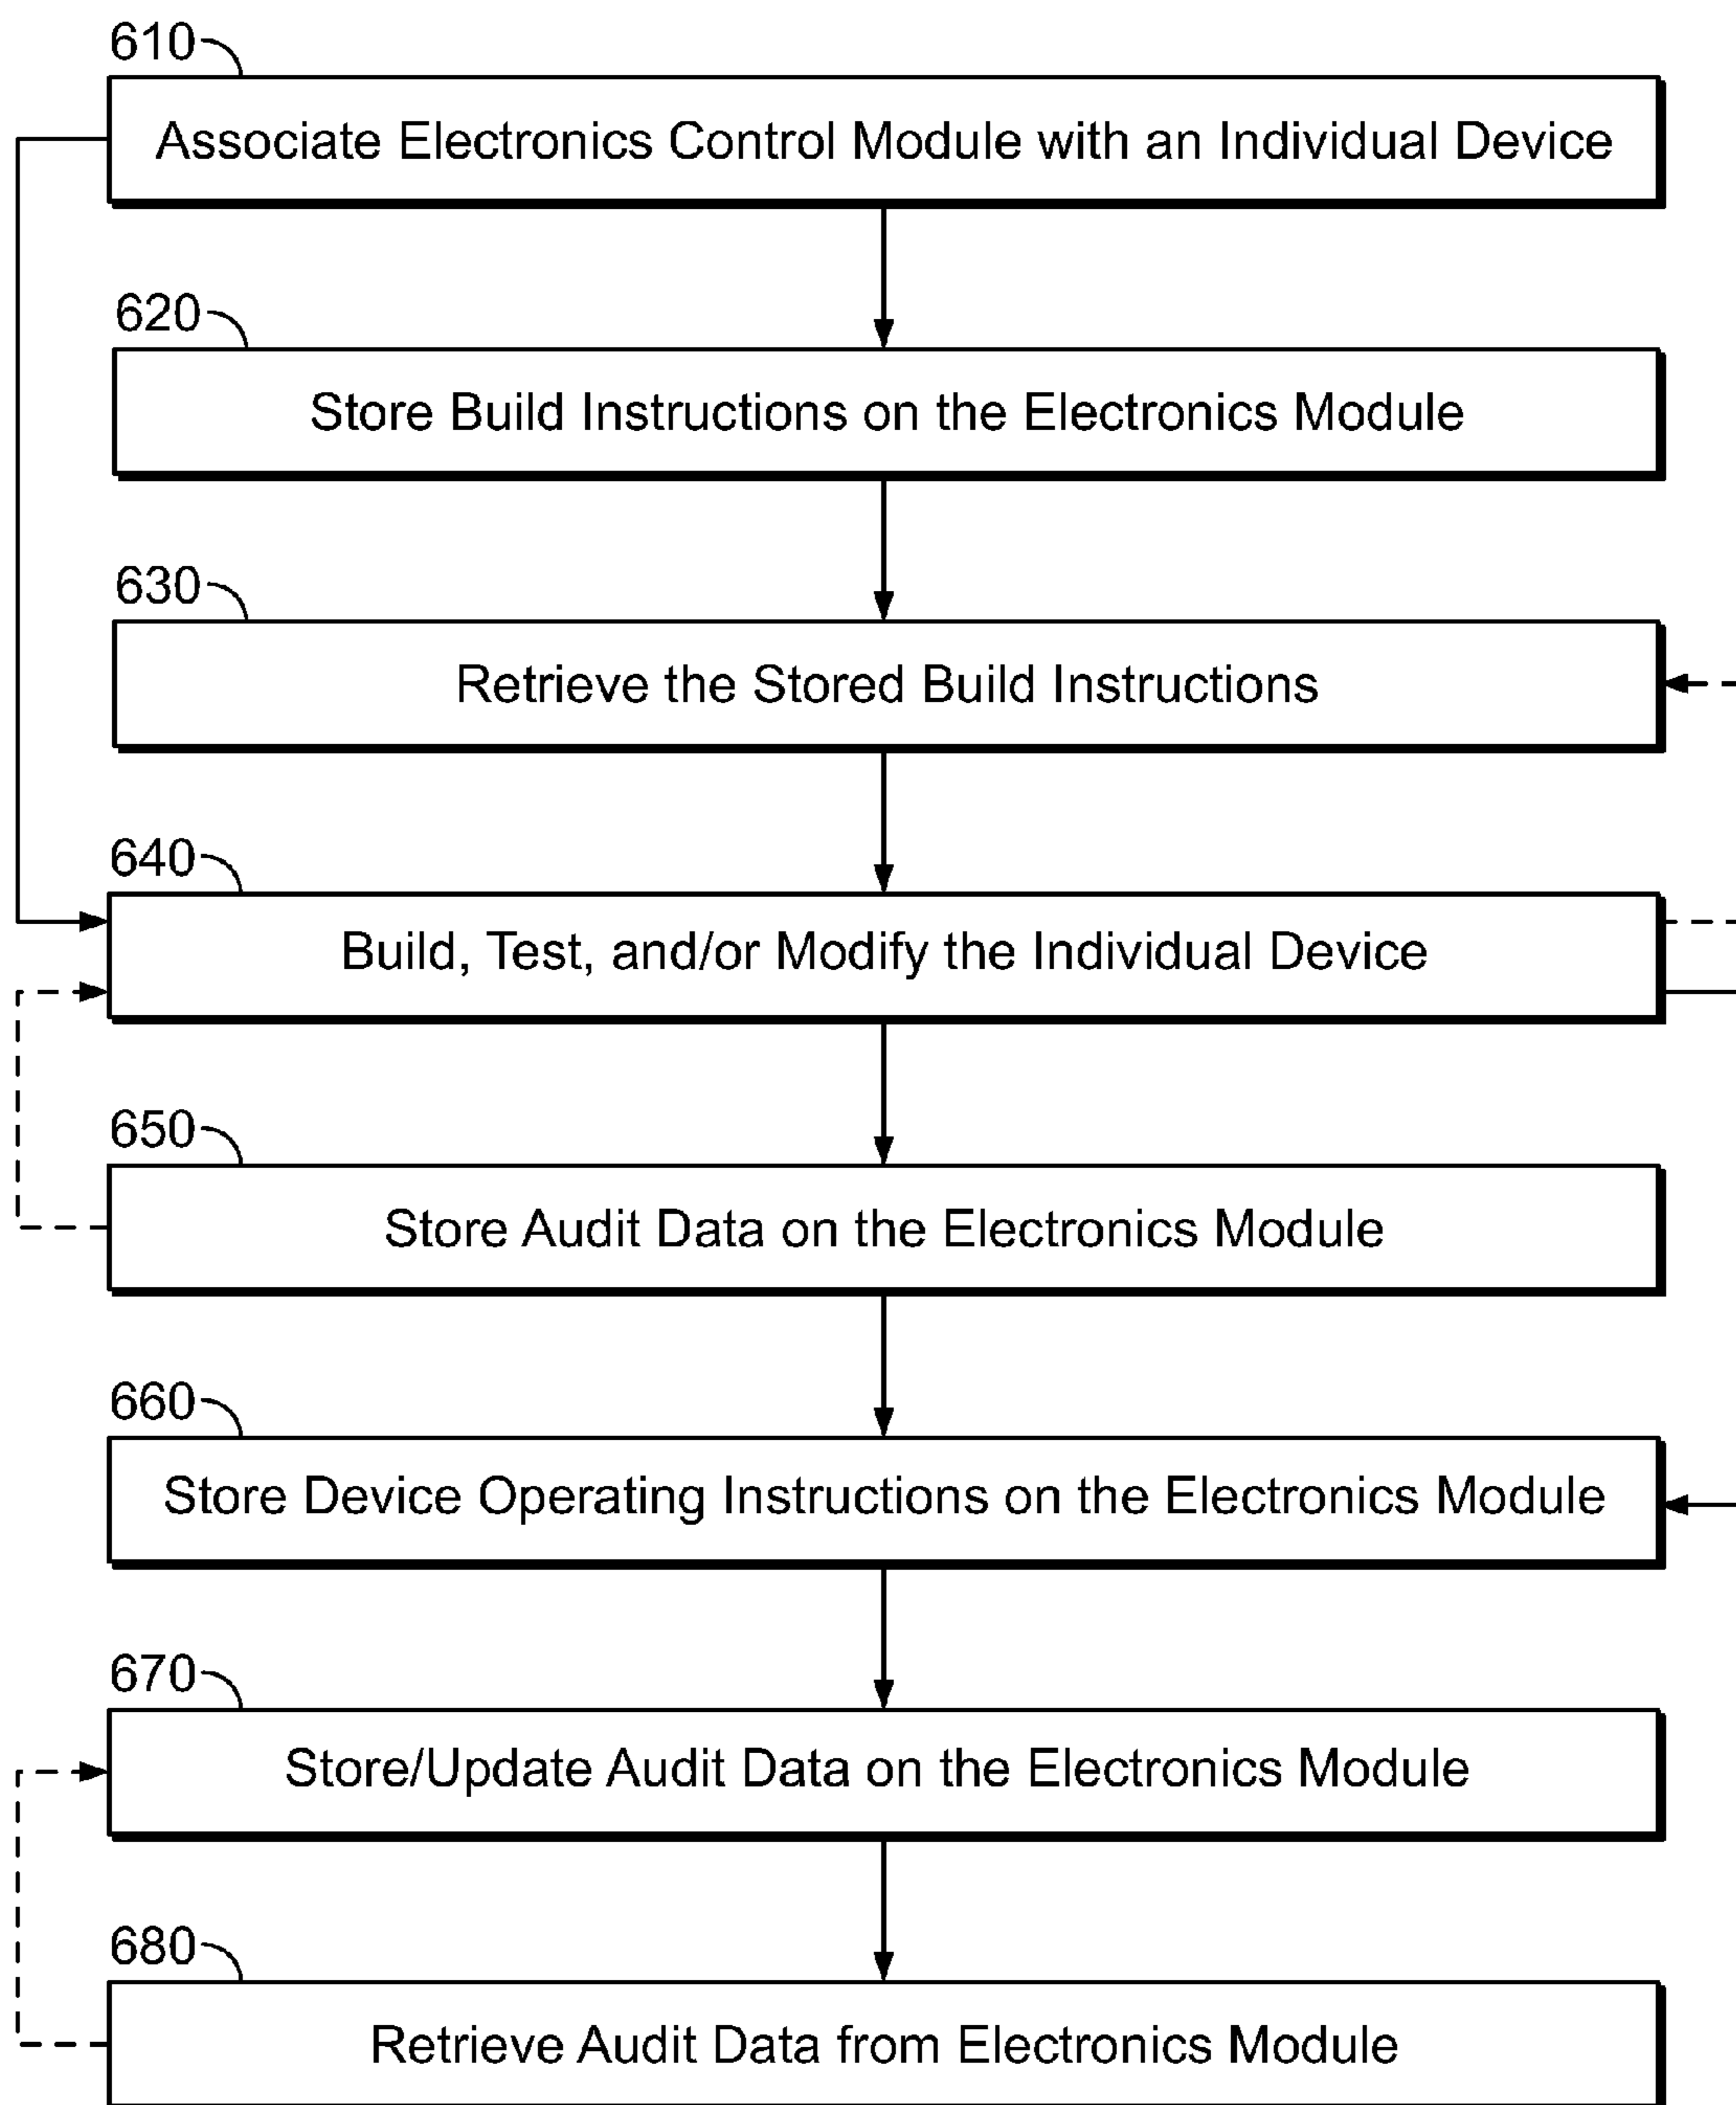 610
Associate Electronics Control Module with an Individual Device
620
Store Build Instructions on the Electronics Module
630
Retrieve the Stored Build Instructions
640
Build, Test, and/or Modify the Individual Device
650
Store Audit Data on the Electronics Module
660
Store Device Operating Instructions on the Electronics Module
670
Store/Update Audit Data on the Electronics Module
680
Retrieve Audit Data from Electronics Module